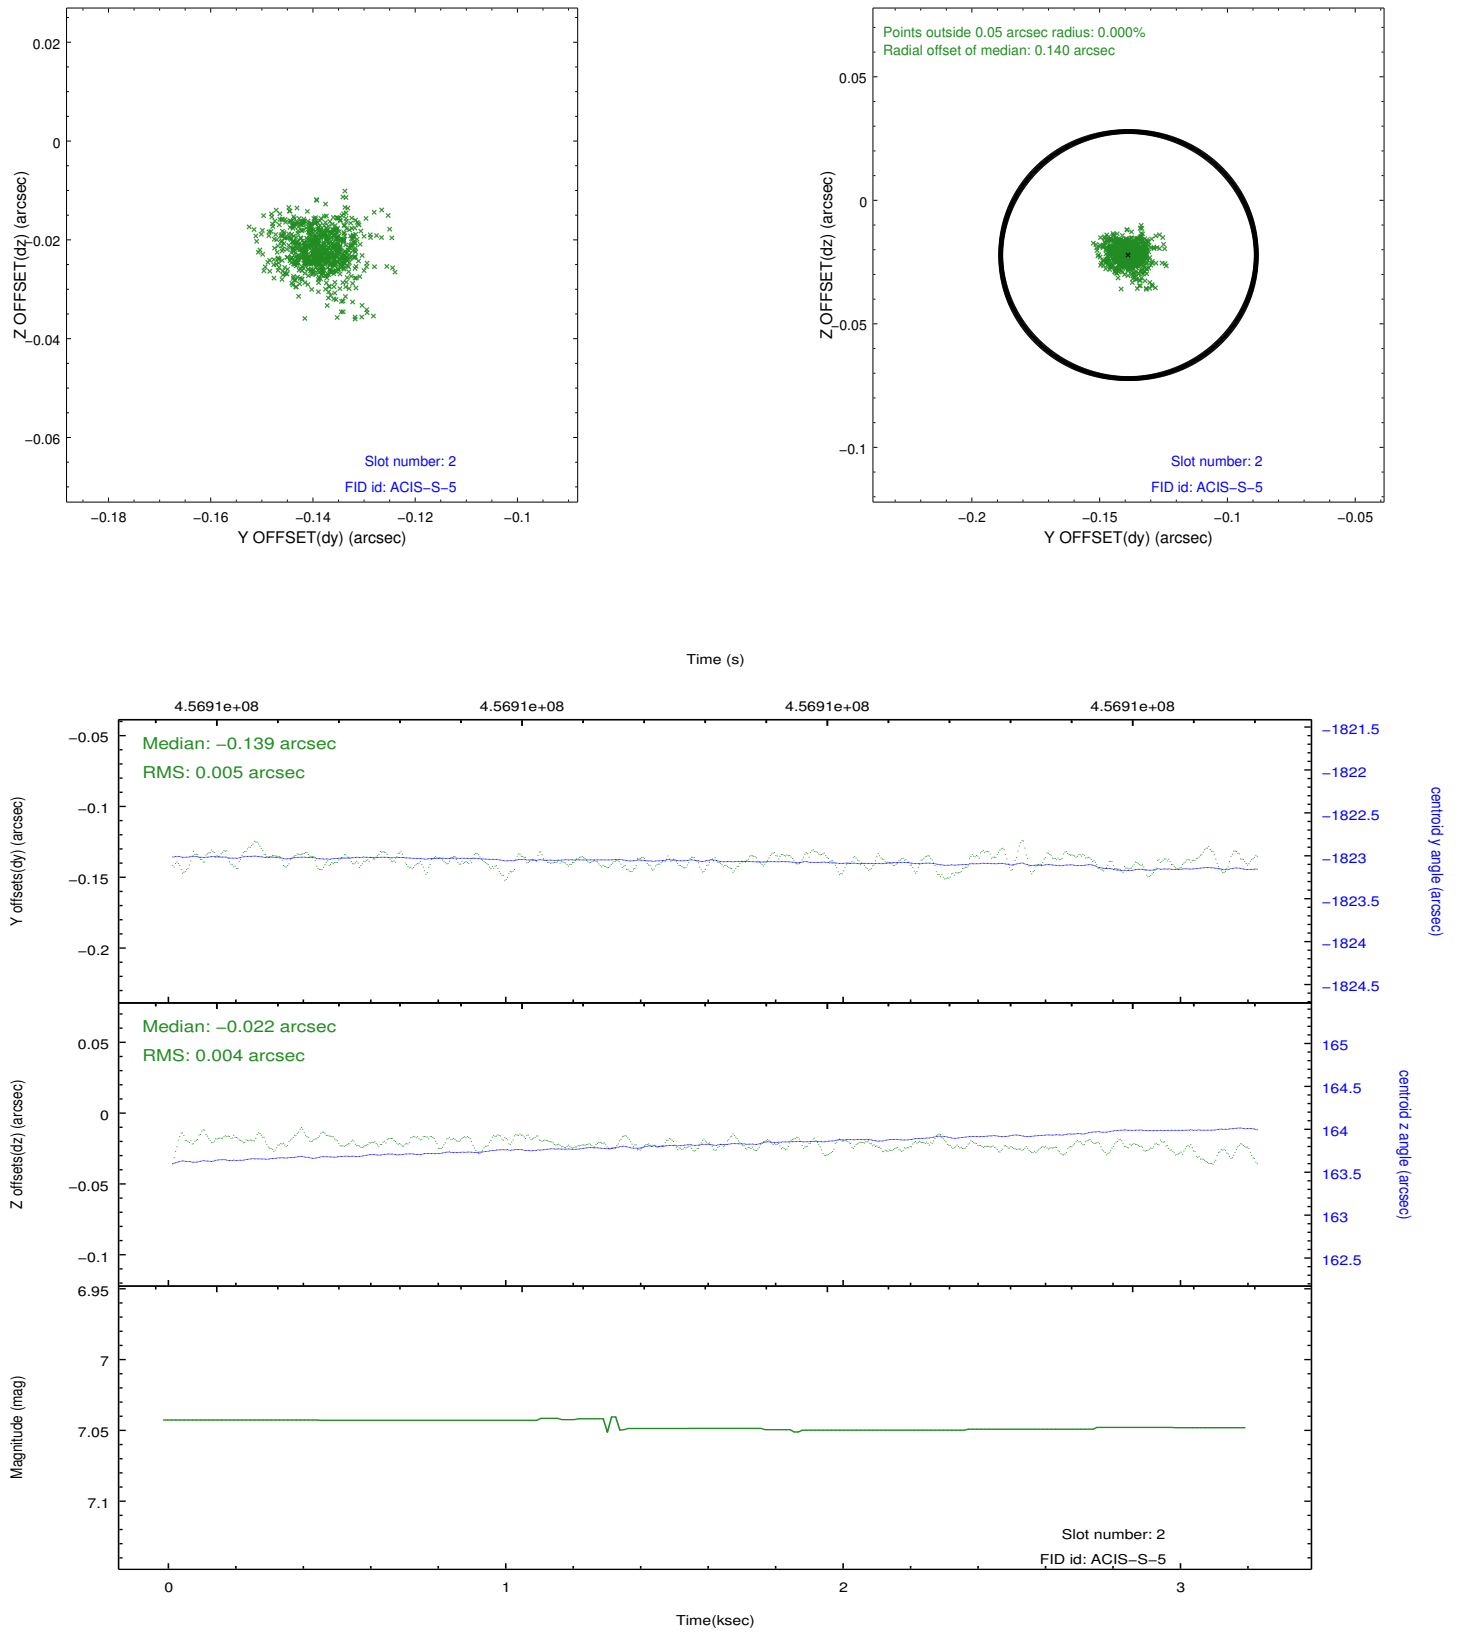 0.02
0
−0.02
−0.04
−0.06
Z OFFSET(dz) (arcsec)
Slot number: 2
FID id: ACIS−S−5
−0.18
−0.16
−0.14
−0.12
−0.1
Y OFFSET(dy) (arcsec)
Points outside 0.05 arcsec radius: 0.000%
Radial offset of median: 0.140 arcsec
0.05
0
−0.05
−0.1
Z OFFSET(dz) (arcsec)
Slot number: 2
FID id: ACIS−S−5
−0.2
−0.15
−0.1
−0.05
Y OFFSET(dy) (arcsec)
Time (s)
4.5691e+08
4.5691e+08
4.5691e+08
4.5691e+08
−0.05
−0.1
−0.15
−0.2
Y offsets(dy) (arcsec)
Median: −0.139 arcsec
RMS: 0.005 arcsec
−1821.5
−1822
−1822.5
−1823
−1823.5
−1824
−1824.5
centroid y angle (arcsec)
0.05
0
−0.05
−0.1
Z offsets(dz) (arcsec)
Median: −0.022 arcsec
RMS: 0.004 arcsec
165
164.5
164
163.5
163
162.5
centroid z angle (arcsec)
6.95
7
7.05
7.1
Magnitude (mag)
Slot number: 2
FID id: ACIS−S−5
0
1
2
3
Time(ksec)